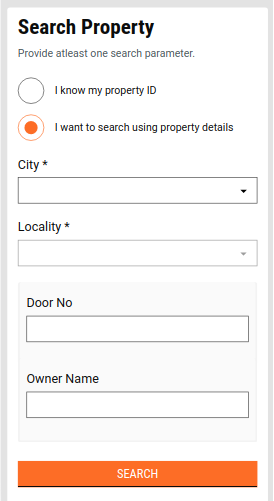 Search Property
Provide atleast one search parameter.
I know my property ID
I want to search using property details
City *
Locality *
Door No
Owner Name
SEARCH